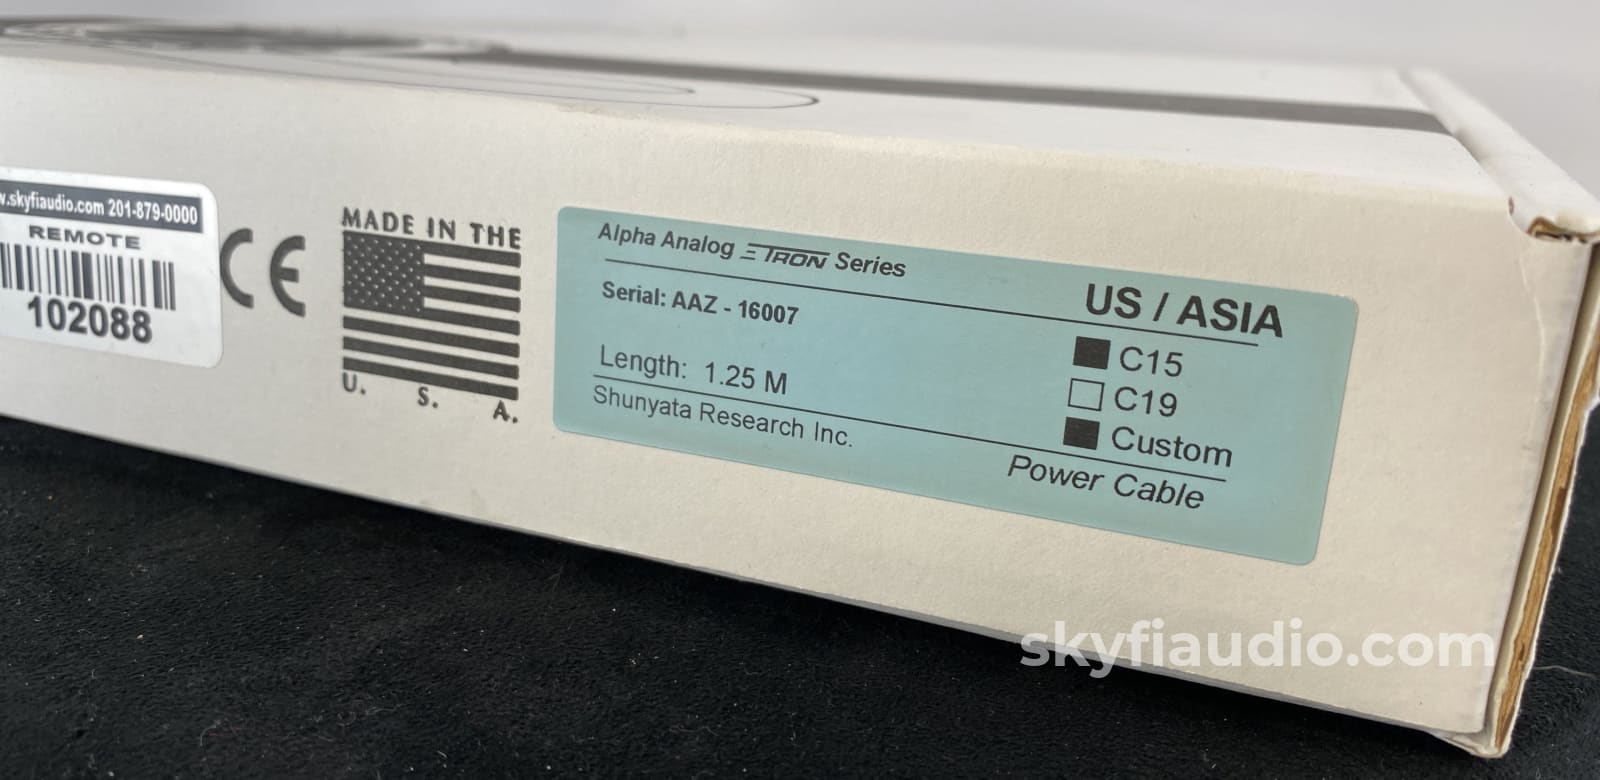 .skyfiaudio.com 201-879-0000
REMOTE
102088
CE
MADE IN THE
U. S. A.
Alpha Analog ΞTRON Series
Serial: AAZ - 16007
Length: 1.25 M
Shunyata Research Inc.
US / ASIA
C15
C19
Custom
Power Cable
skyfiaudio.com